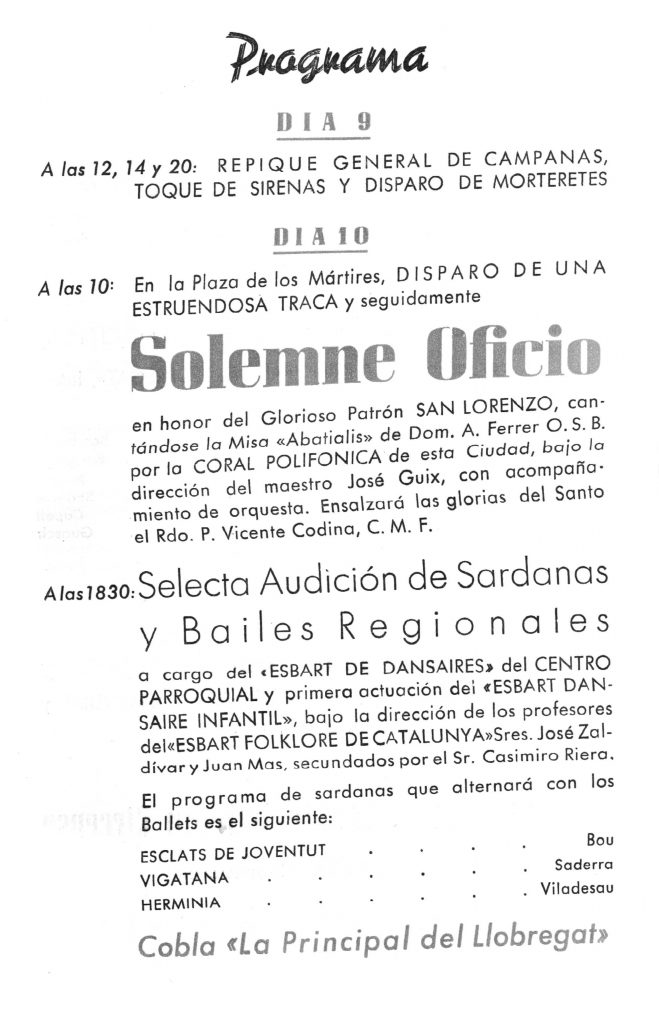 Programa
DIA 9
A las 12, 14 y 20: REPIQUE GENERAL DE CAMPANAS,
TOQUE DE SIRENAS Y DISPARO DE MORTERETES
DIA 10
A las 10: En la Plaza de los Mártires, DISPARO DE UNA
ESTRUENDOSA TRACA y seguidamente
Solemne Oficio
en honor del Glorioso Patrón SAN LORENZO, can-
tándose la Misa «Abatialis» de Dom. A. Ferrer O. S. B.
por la CORAL POLIFONICA de esta Ciudad, bajo la
dirección del maestro José Guix, con acompaña-
miento de orquesta. Ensalzará las glorias del Santo
el Rdo. P. Vicente Codina, C. M. F.
A las 1830: Selecta Audición de Sardanas
y Bailes Regionales
a cargo del «ESBART DE DANSAIRES» del CENTRO
PARROQUIAL y primera actuación del «ESBART DAN-
SAIRE INFANTIL», bajo la dirección de los profesores
del «ESBART FOLKLORE DE CATALUNYA» Sres. José Zal-
dívar y Juan Mas, secundados por el Sr. Casimiro Riera.
El programa de sardanas que alternará con los
Ballets es el siguiente:
ESCLATS DE JOVENTUT . . . . Bou
VIGATANA . . . . . . Saderra
HERMINIA . . . . . . Viladesau
Cobla «La Principal del Llobregat»